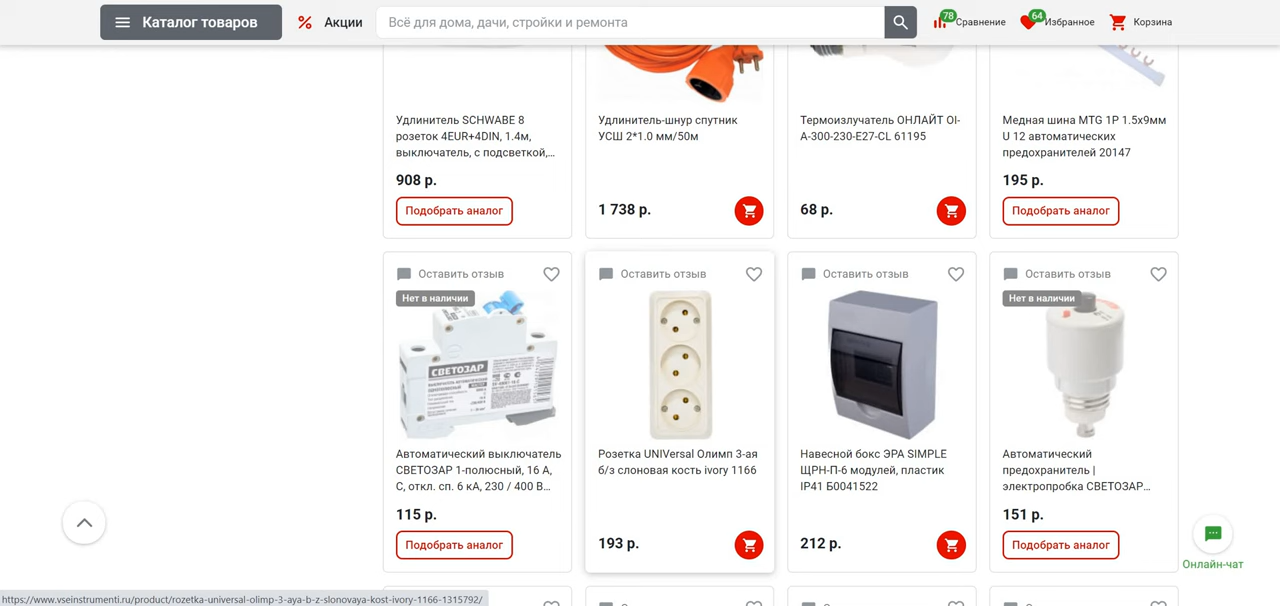 Каталог товаров
Акции
Всё для дома, дачи, стройки и ремонта
78
Сравнение
64
Избранное
Корзина
Удлинитель SCHWABE 8
розеток 4EUR+4DIN, 1.4м,
выключатель, с подсветкой,...
908 р.
Подобрать аналог
Удлинитель-шнур спутник
УСШ 2*1.0 мм/50м
1 738 р.
Термоизлучатель ОНЛАЙТ OI-
A-300-230-E27-CL 61195
68 р.
Медная шина MTG 1P 1.5х9мм
U 12 автоматических
предохранителей 20147
195 р.
Подобрать аналог
Оставить отзыв
Нет в наличии
СВЕТОЗАР
Автоматический выключатель
СВЕТОЗАР 1-полюсный, 16 A,
C, откл. сп. 6 кА, 230 / 400 В...
115 р.
Подобрать аналог
Оставить отзыв
Розетка UNIVersal Олимп 3-ая
б/з слоновая кость ivory 1166
193 р.
Оставить отзыв
Навесной бокс ЭРА SIMPLE
ЩРН-П-6 модулей, пластик
IP41 Б0041522
212 р.
Оставить отзыв
Нет в наличии
Автоматический
предохранитель |
электропробка СВЕТОЗАР...
151 р.
Подобрать аналог
Онлайн-чат
https://www.vseinstrumenti.ru/product/rozetka-universal-olimp-3-aya-b-z-slonovaya-kost-ivory-1166-1315792/